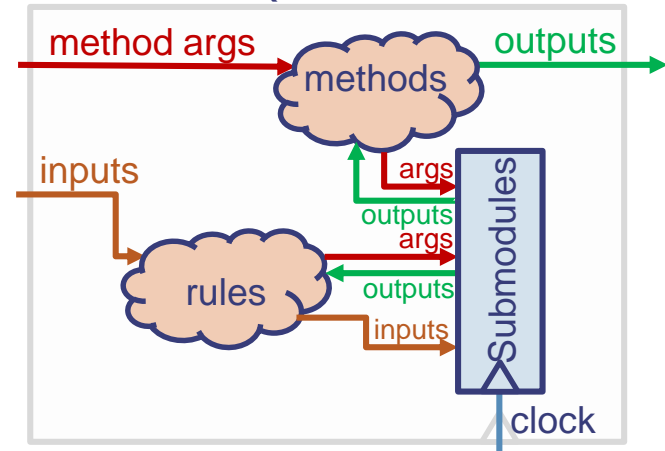 method args
outputs
methods
inputs
args
outputs
args
outputs
rules
inputs
Submodules
clock